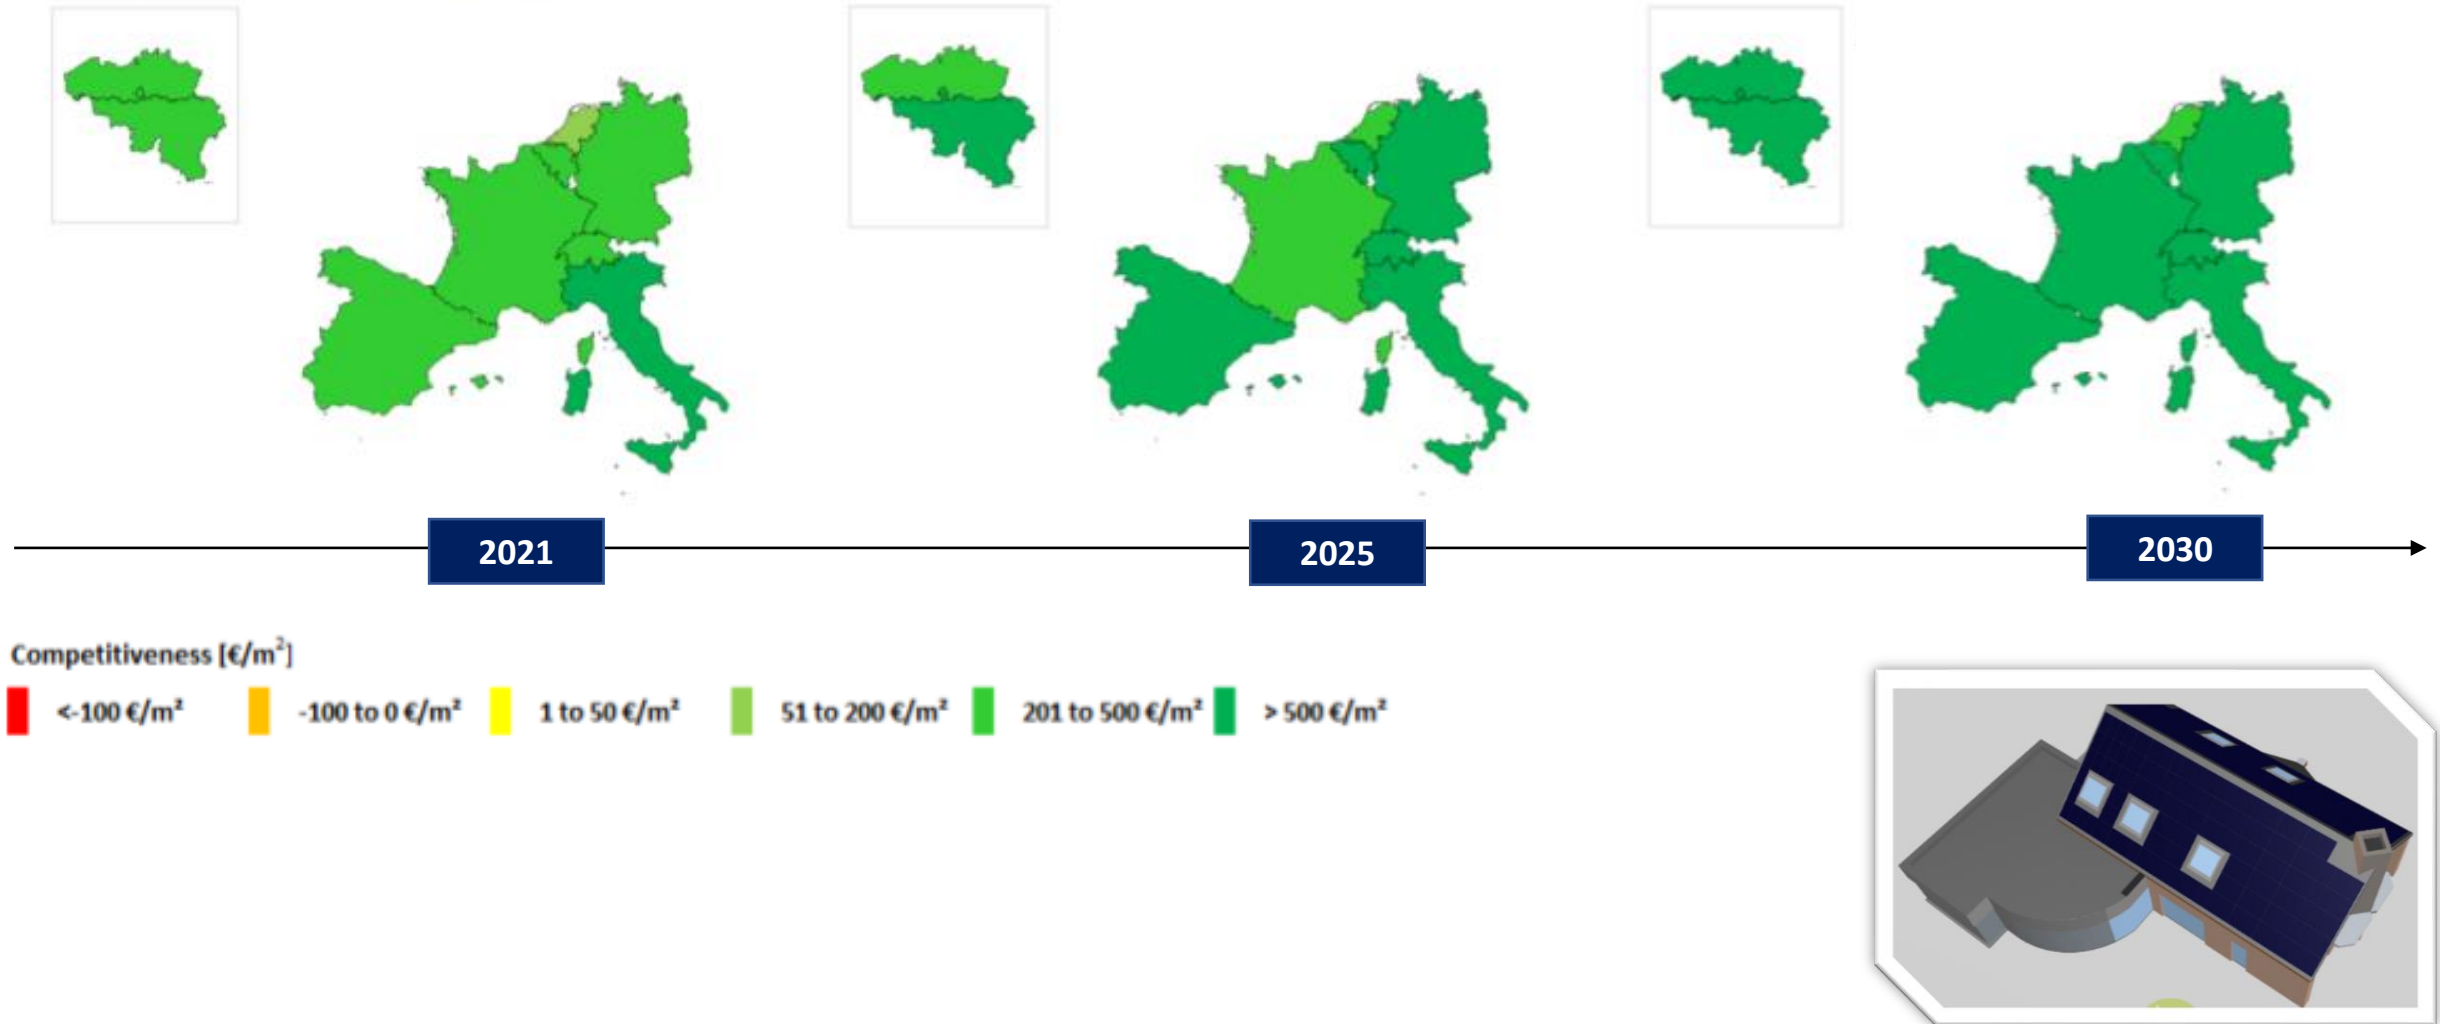 2021
2025
2030
Competitiveness [€/m²]
<-100 €/m²
-100 to 0 €/m²
1 to 50 €/m²
51 to 200 €/m²
201 to 500 €/m²
> 500 €/m²